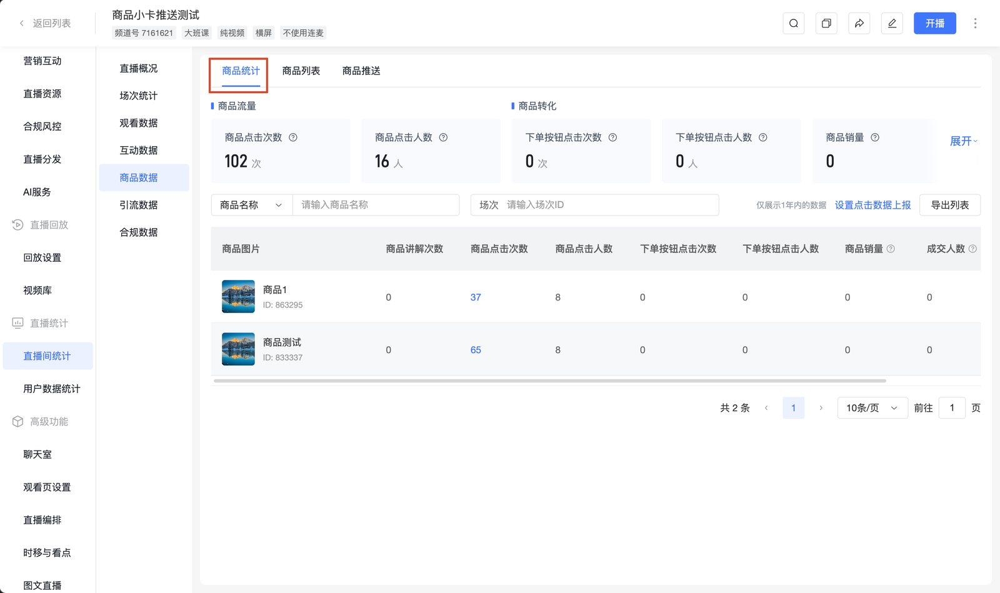 返回列表
商品小卡推送测试
频道号 7161621 大班课 纯视频 横屏 不使用连麦
开播
营销互动
直播资源
合规风控
直播分发
AI服务
直播回放
回放设置
视频库
直播统计
直播间统计
用户数据统计
高级功能
聊天室
观看页设置
直播编排
时移与看点
图文直播
直播概况
场次统计
观看数据
互动数据
商品数据
引流数据
合规数据
商品统计 商品列表 商品推送
商品流量
商品点击次数
102 次
商品点击人数
16 人
商品转化
下单按钮点击次数
0 次
下单按钮点击人数
0 人
商品销量
0
展开
商品名称 请输入商品名称 场次 请输入场次ID 仅展示1年内的数据 设置点击数据上报 导出列表
商品图片 商品讲解次数 商品点击次数 商品点击人数 下单按钮点击次数 下单按钮点击人数 商品销量 成交人数
商品1
ID: 863295
0 37 8 0 0 0 0
商品测试
ID: 833337
0 65 8 0 0 0 0
共 2 条 1 10条/页 前往 1 页